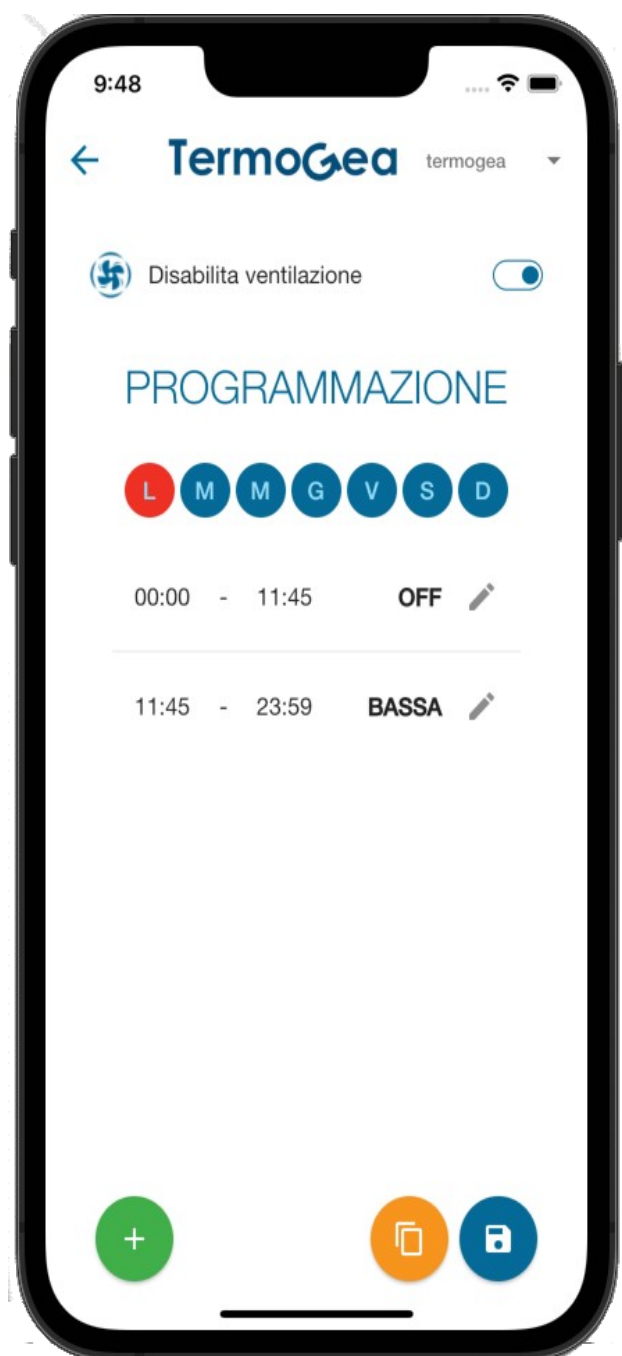 9:48
TermoGea termogea
Disabilita ventilazione
PROGRAMMAZIONE
L M M G V S D
00:00 - 11:45 OFF
11:45 - 23:59 BASSA